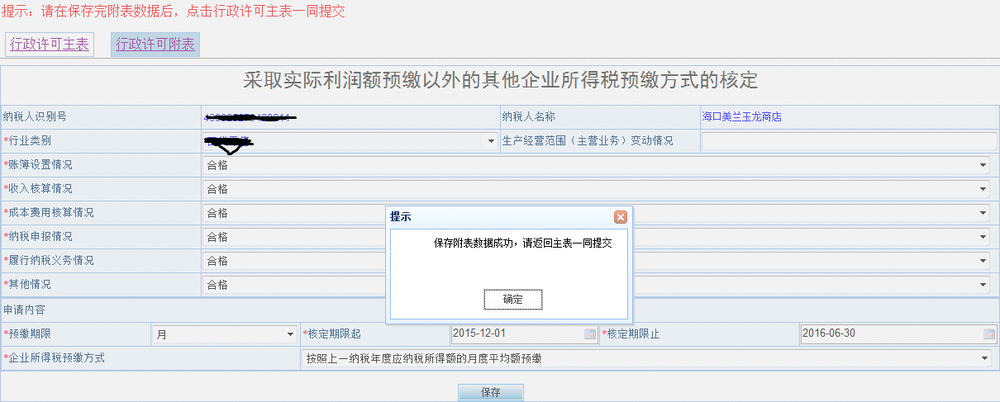 提示：请在保存完附表数据后，点击行政许可主表一同提交
行政许可主表 行政许可附表
采取实际利润额预缴以外的其他企业所得税预缴方式的核定
纳税人识别号 纳税人名称 海口美兰玉龙商店
*行业类别 生产经营范围（主营业务）变动情况
*账簿设置情况 合格
*收入核算情况 合格
*成本费用核算情况 合格
*纳税申报情况 合格
*履行纳税义务情况 合格
*其他情况 合格
提示
保存附表数据成功，请返回主表一同提交
确定
申请内容
*预缴期限 月 *核定期限起 2015-12-01 *核定期限止 2016-06-30
*企业所得税预缴方式 按照上一纳税年度应纳税所得额的月度平均额预缴
保存